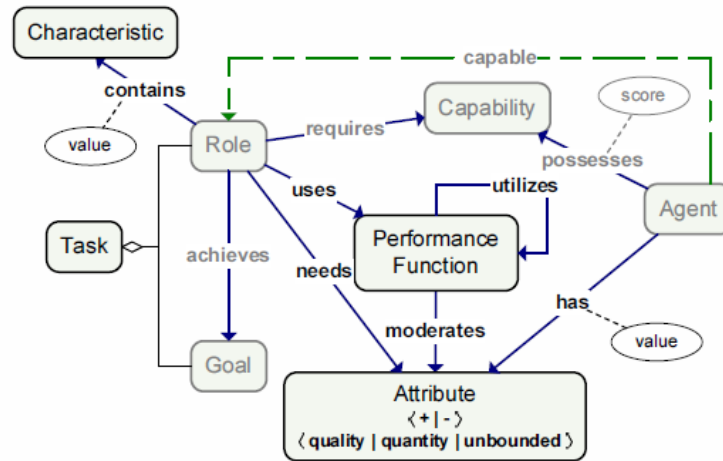 Characteristic
capable
contains
score
Capability
value
Role
requires
possesses
uses
utilizes
Agent
Task
Performance
Function
achieves
needs
has
moderates
value
Goal
Attribute
⟨ + | - ⟩
⟨ quality | quantity | unbounded ⟩